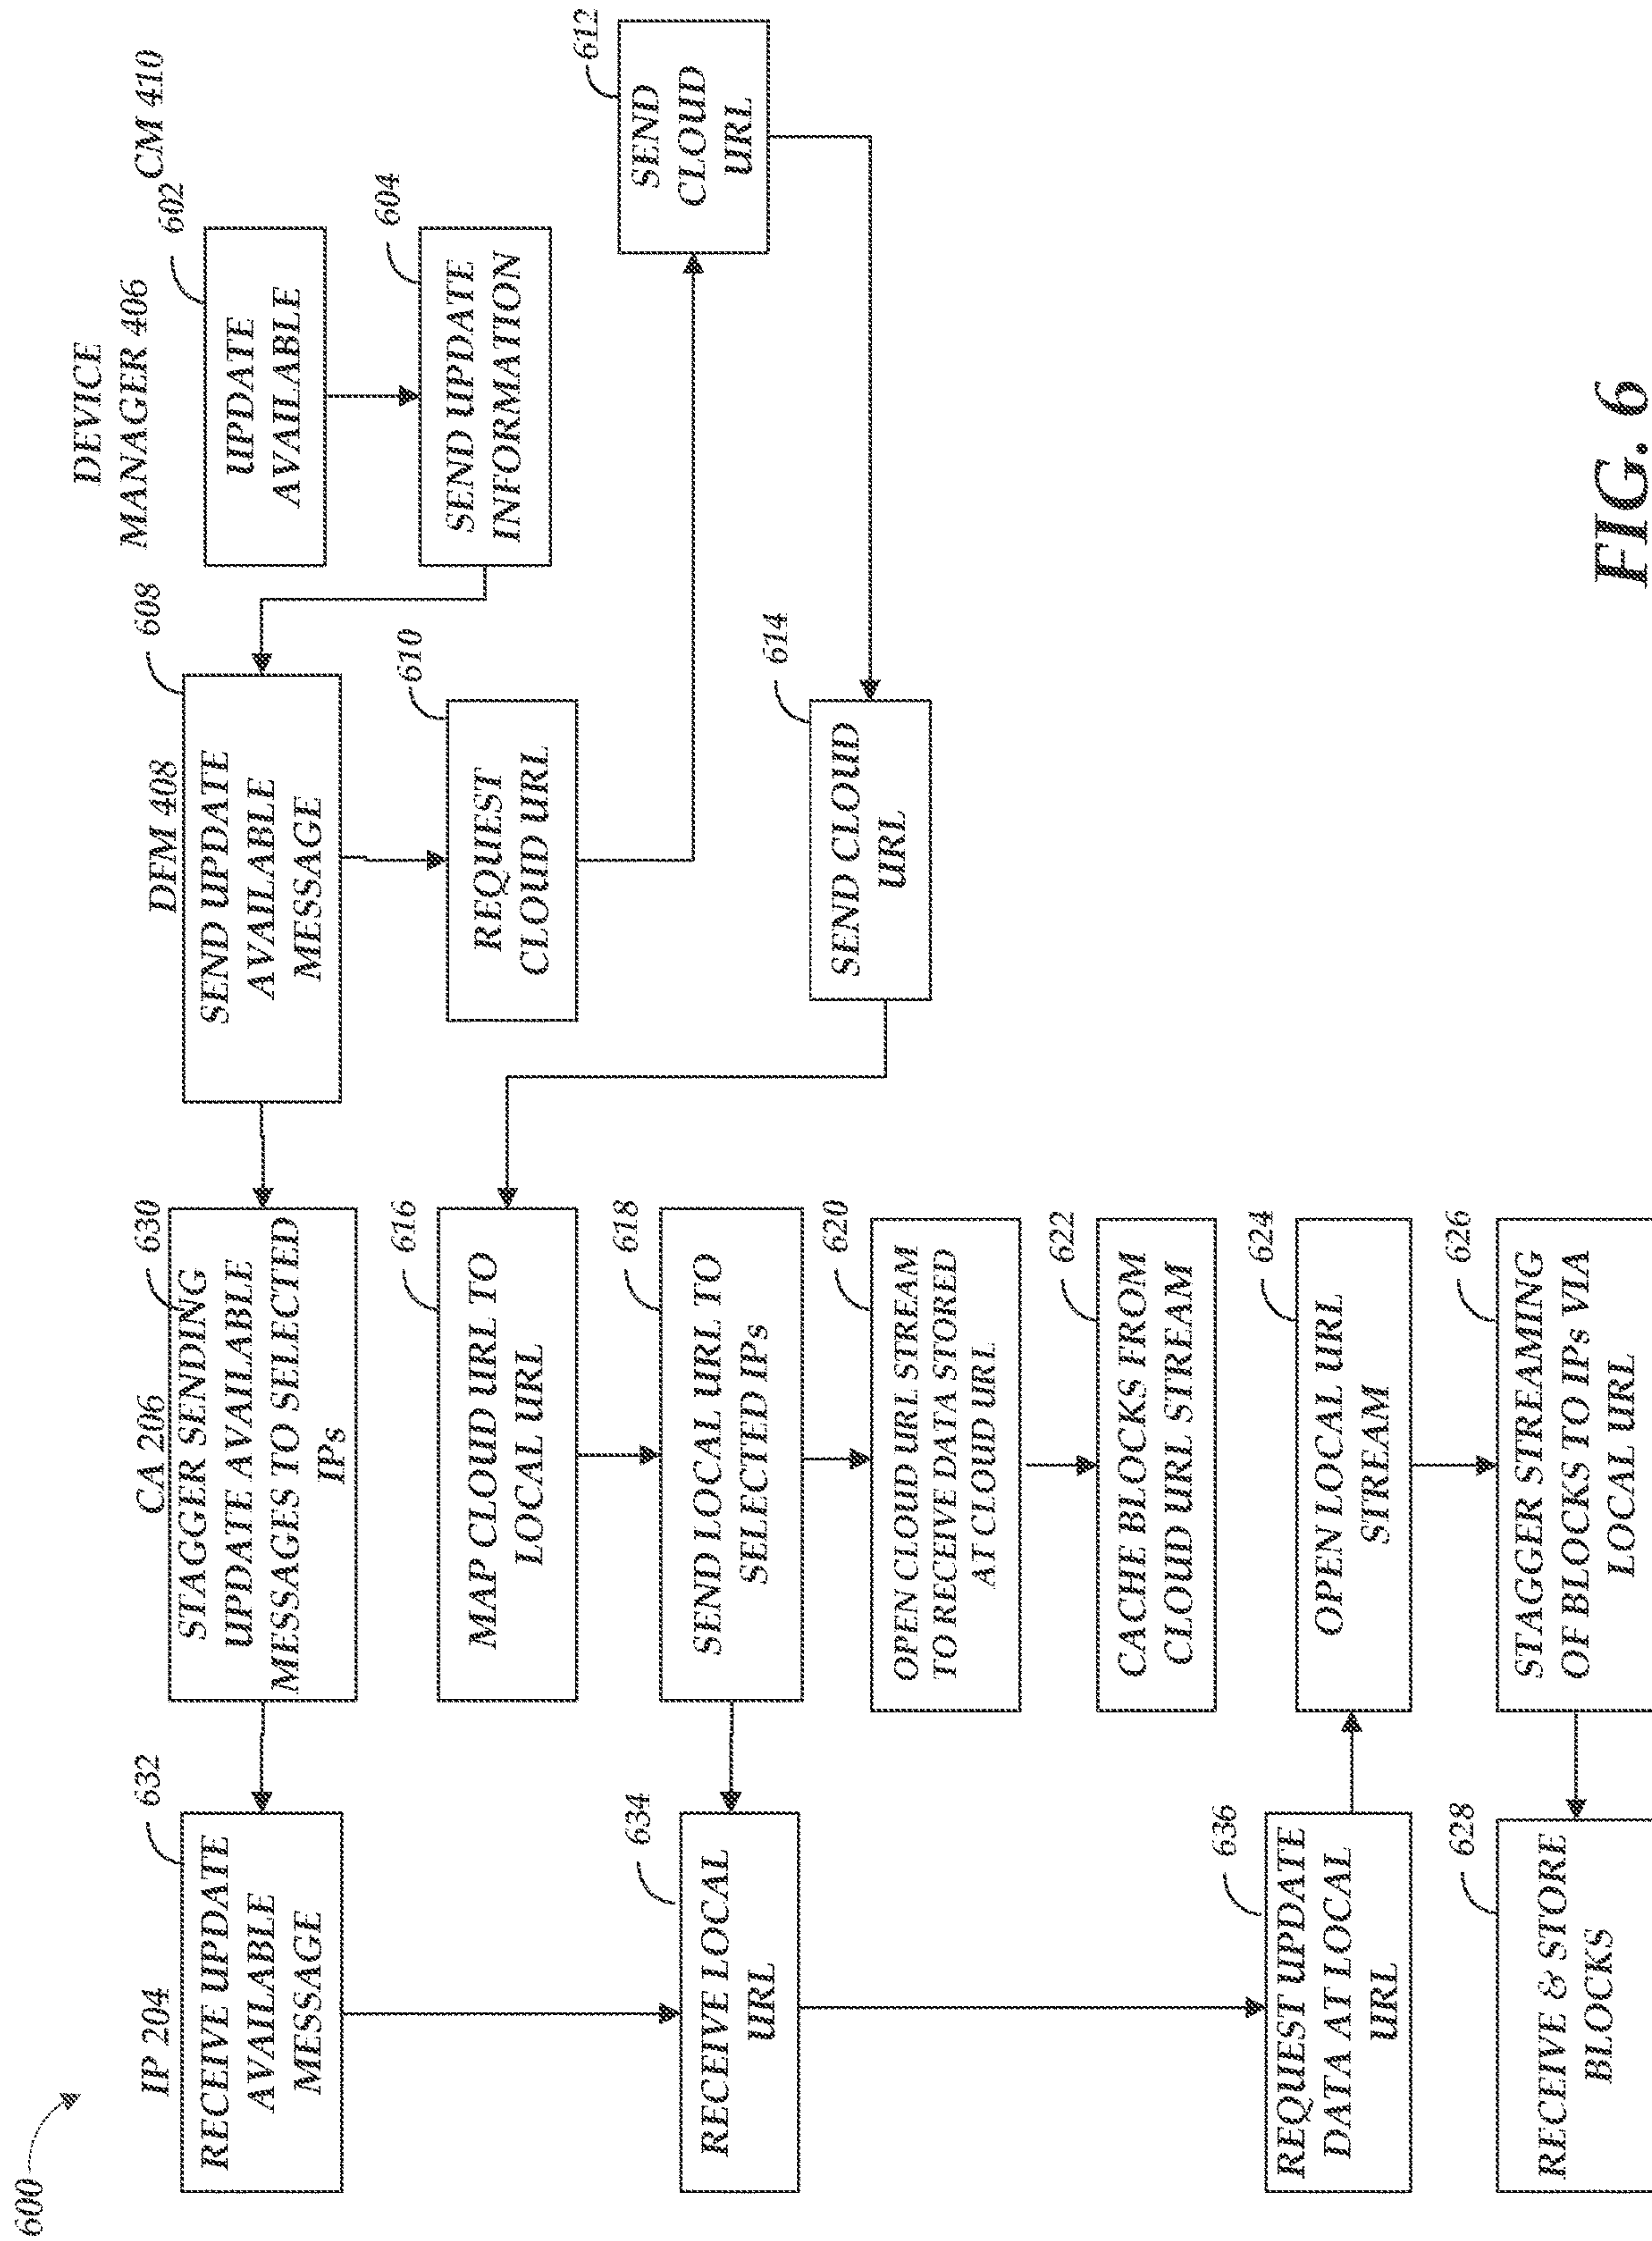 600
IP 204
632
RECEIVE UPDATE
AVAILABLE
MESSAGE
634
RECEIVE LOCAL
URL
636
REQUEST UPDATE
DATA AT LOCAL
URL
628
RECEIVE & STORE
BLOCKS
CA 206
630
STAGGER SENDING
UPDATE AVAILABLE
MESSAGES TO SELECTED
IPs
616
MAP CLOUD URL TO
LOCAL URL
618
SEND LOCAL URL TO
SELECTED IPs
620
OPEN CLOUD URL STREAM
TO RECEIVE DATA STORED
AT CLOUD URL
622
CACHE BLOCKS FROM
CLOUD URL STREAM
624
OPEN LOCAL URL
STREAM
626
STAGGER STREAMING
OF BLOCKS TO IPs VIA
LOCAL URL
DFM 408
608
SEND UPDATE
AVAILABLE
MESSAGE
610
REQUEST
CLOUD URL
614
SEND CLOUD
URL
DEVICE
MANAGER 406
602
UPDATE
AVAILABLE
604
SEND UPDATE
INFORMATION
CM 410
612
SEND
CLOUD
URL
FIG. 6